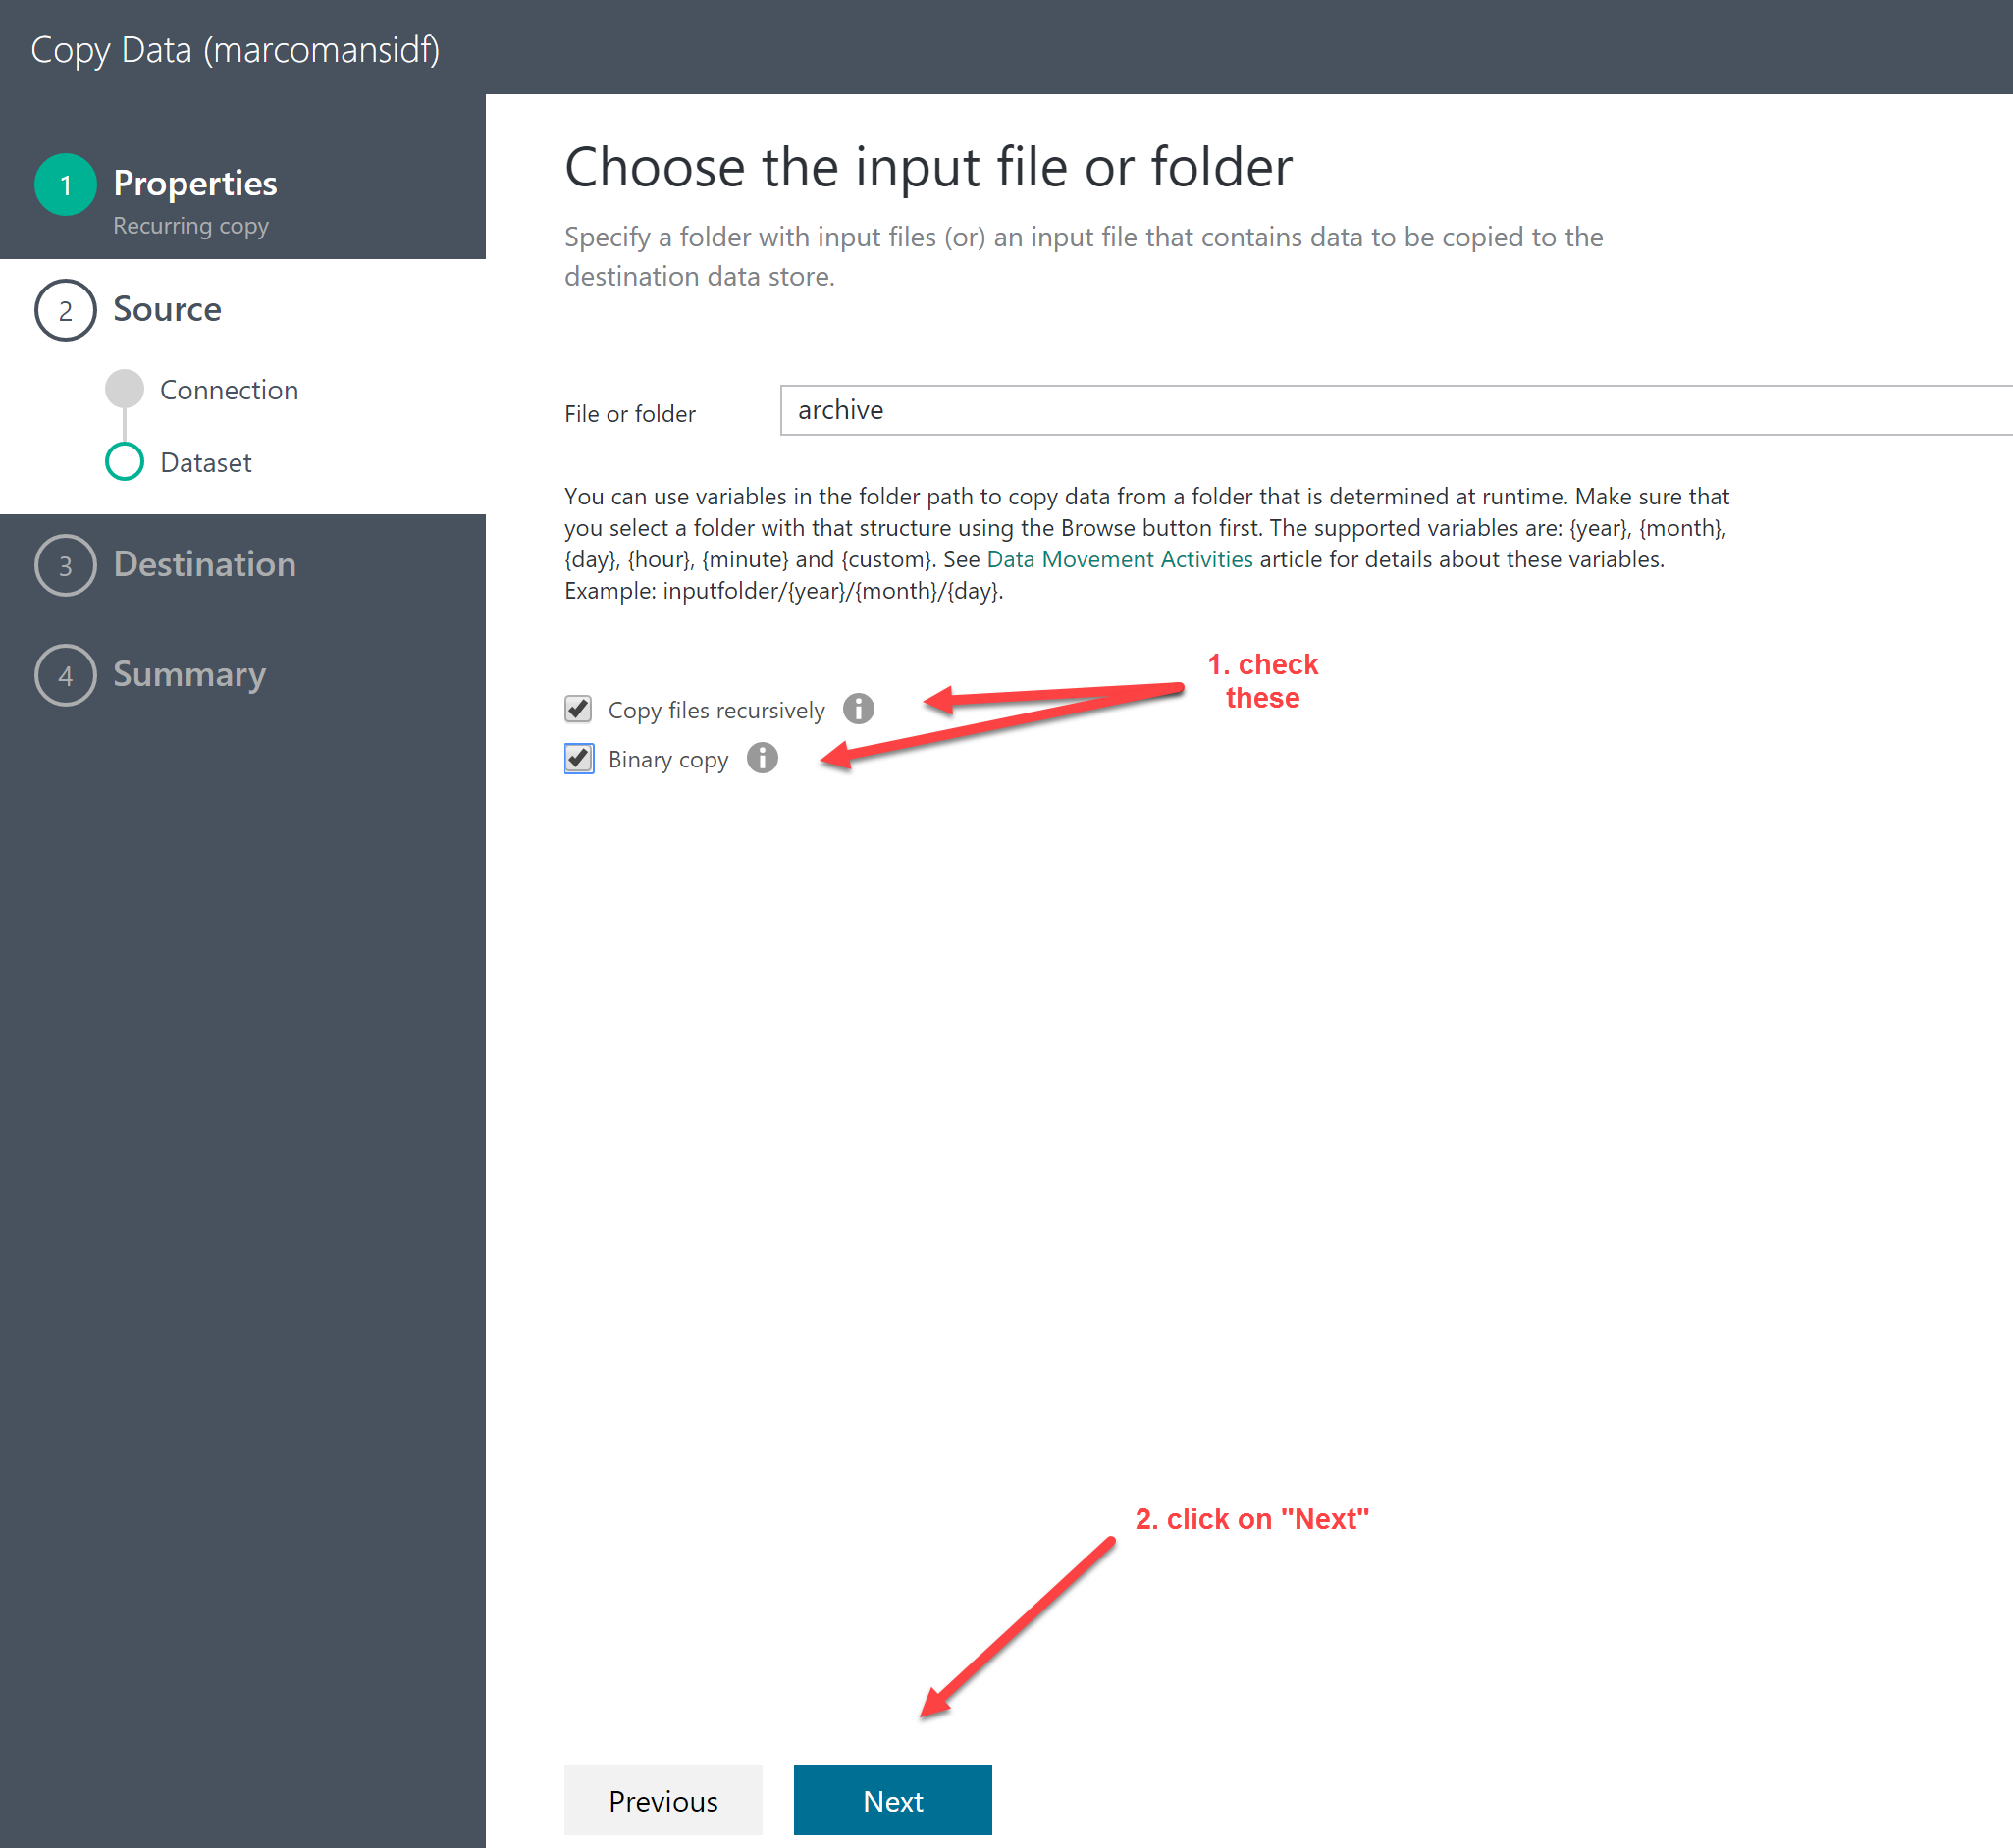 Copy Data (marcomansidf)
1 Properties
Recurring copy
2 Source
Connection
Dataset
3 Destination
4 Summary
Choose the input file or folder
Specify a folder with input files (or) an input file that contains data to be copied to the
destination data store.
File or folder archive
You can use variables in the folder path to copy data from a folder that is determined at runtime. Make sure that
you select a folder with that structure using the Browse button first. The supported variables are: {year}, {month},
{day}, {hour}, {minute} and {custom}. See Data Movement Activities article for details about these variables.
Example: inputfolder/{year}/{month}/{day}.
1. check
these
Copy files recursively i
Binary copy i
2. click on "Next"
Previous Next